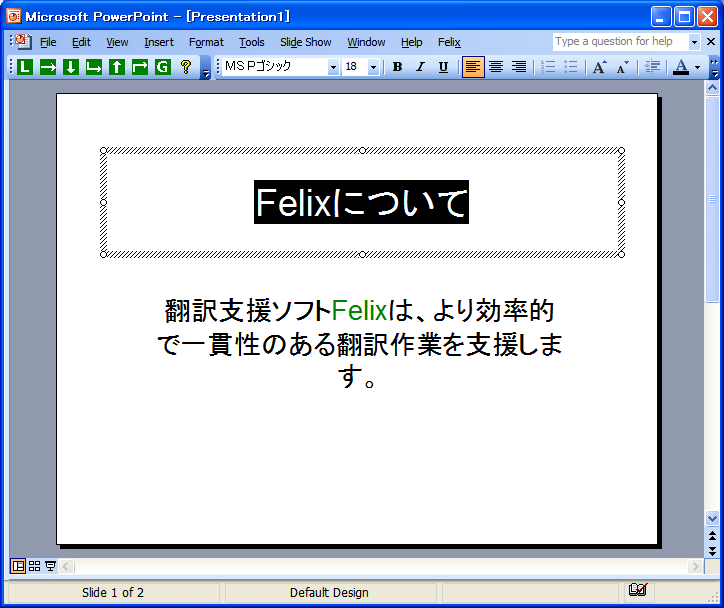 Microsoft PowerPoint - [Presentation1]
File Edit View Insert Format Tools Slide Show Window Help Felix Type a question for help
L G ? MS Pゴシック 18 B I U A A A
Felixについて
翻訳支援ソフトFelixは、より効率的
で一貫性のある翻訳作業を支援しま
す。
Slide 1 of 2 Default Design